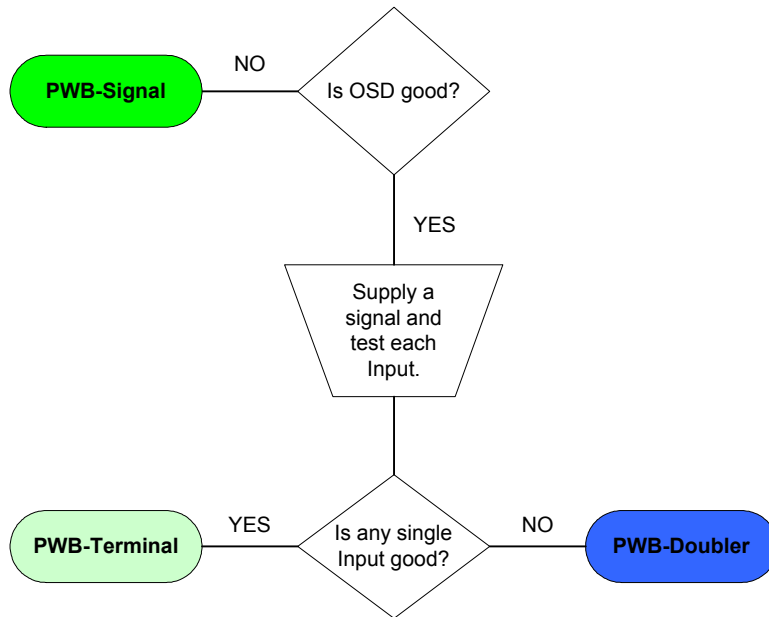 NO
PWB-Signal
Is OSD good?
YES
Supply a
signal and
test each
Input.
YES
NO
PWB-Terminal
Is any single
Input good?
PWB-Doubler